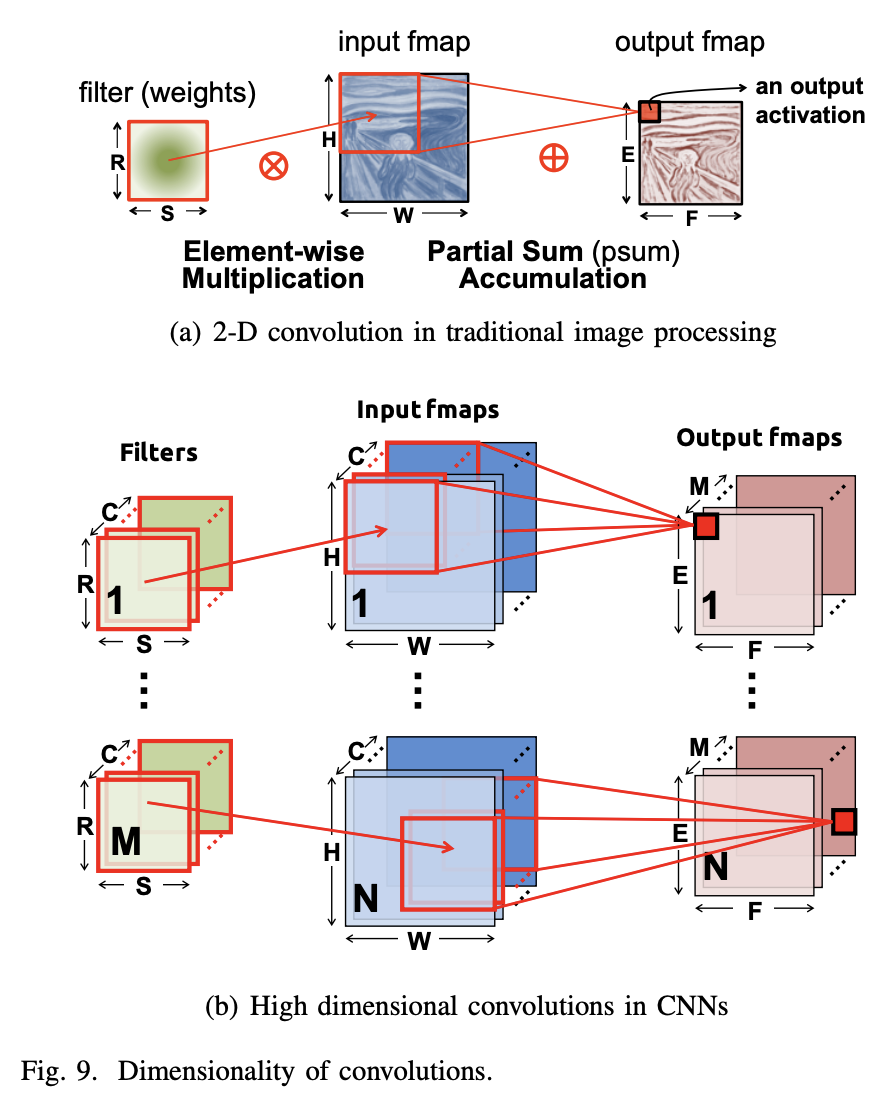 input fmap
output fmap
filter (weights)
an output
activation
R
S
H
W
E
F
Element-wise
Multiplication
Partial Sum (psum)
Accumulation
(a) 2-D convolution in traditional image processing
Filters
Input fmaps
Output fmaps
C
R
1
S
C
H
1
W
M
E
1
F
C
R
M
S
C
H
N
W
M
E
N
F
(b) High dimensional convolutions in CNNs
Fig. 9. Dimensionality of convolutions.